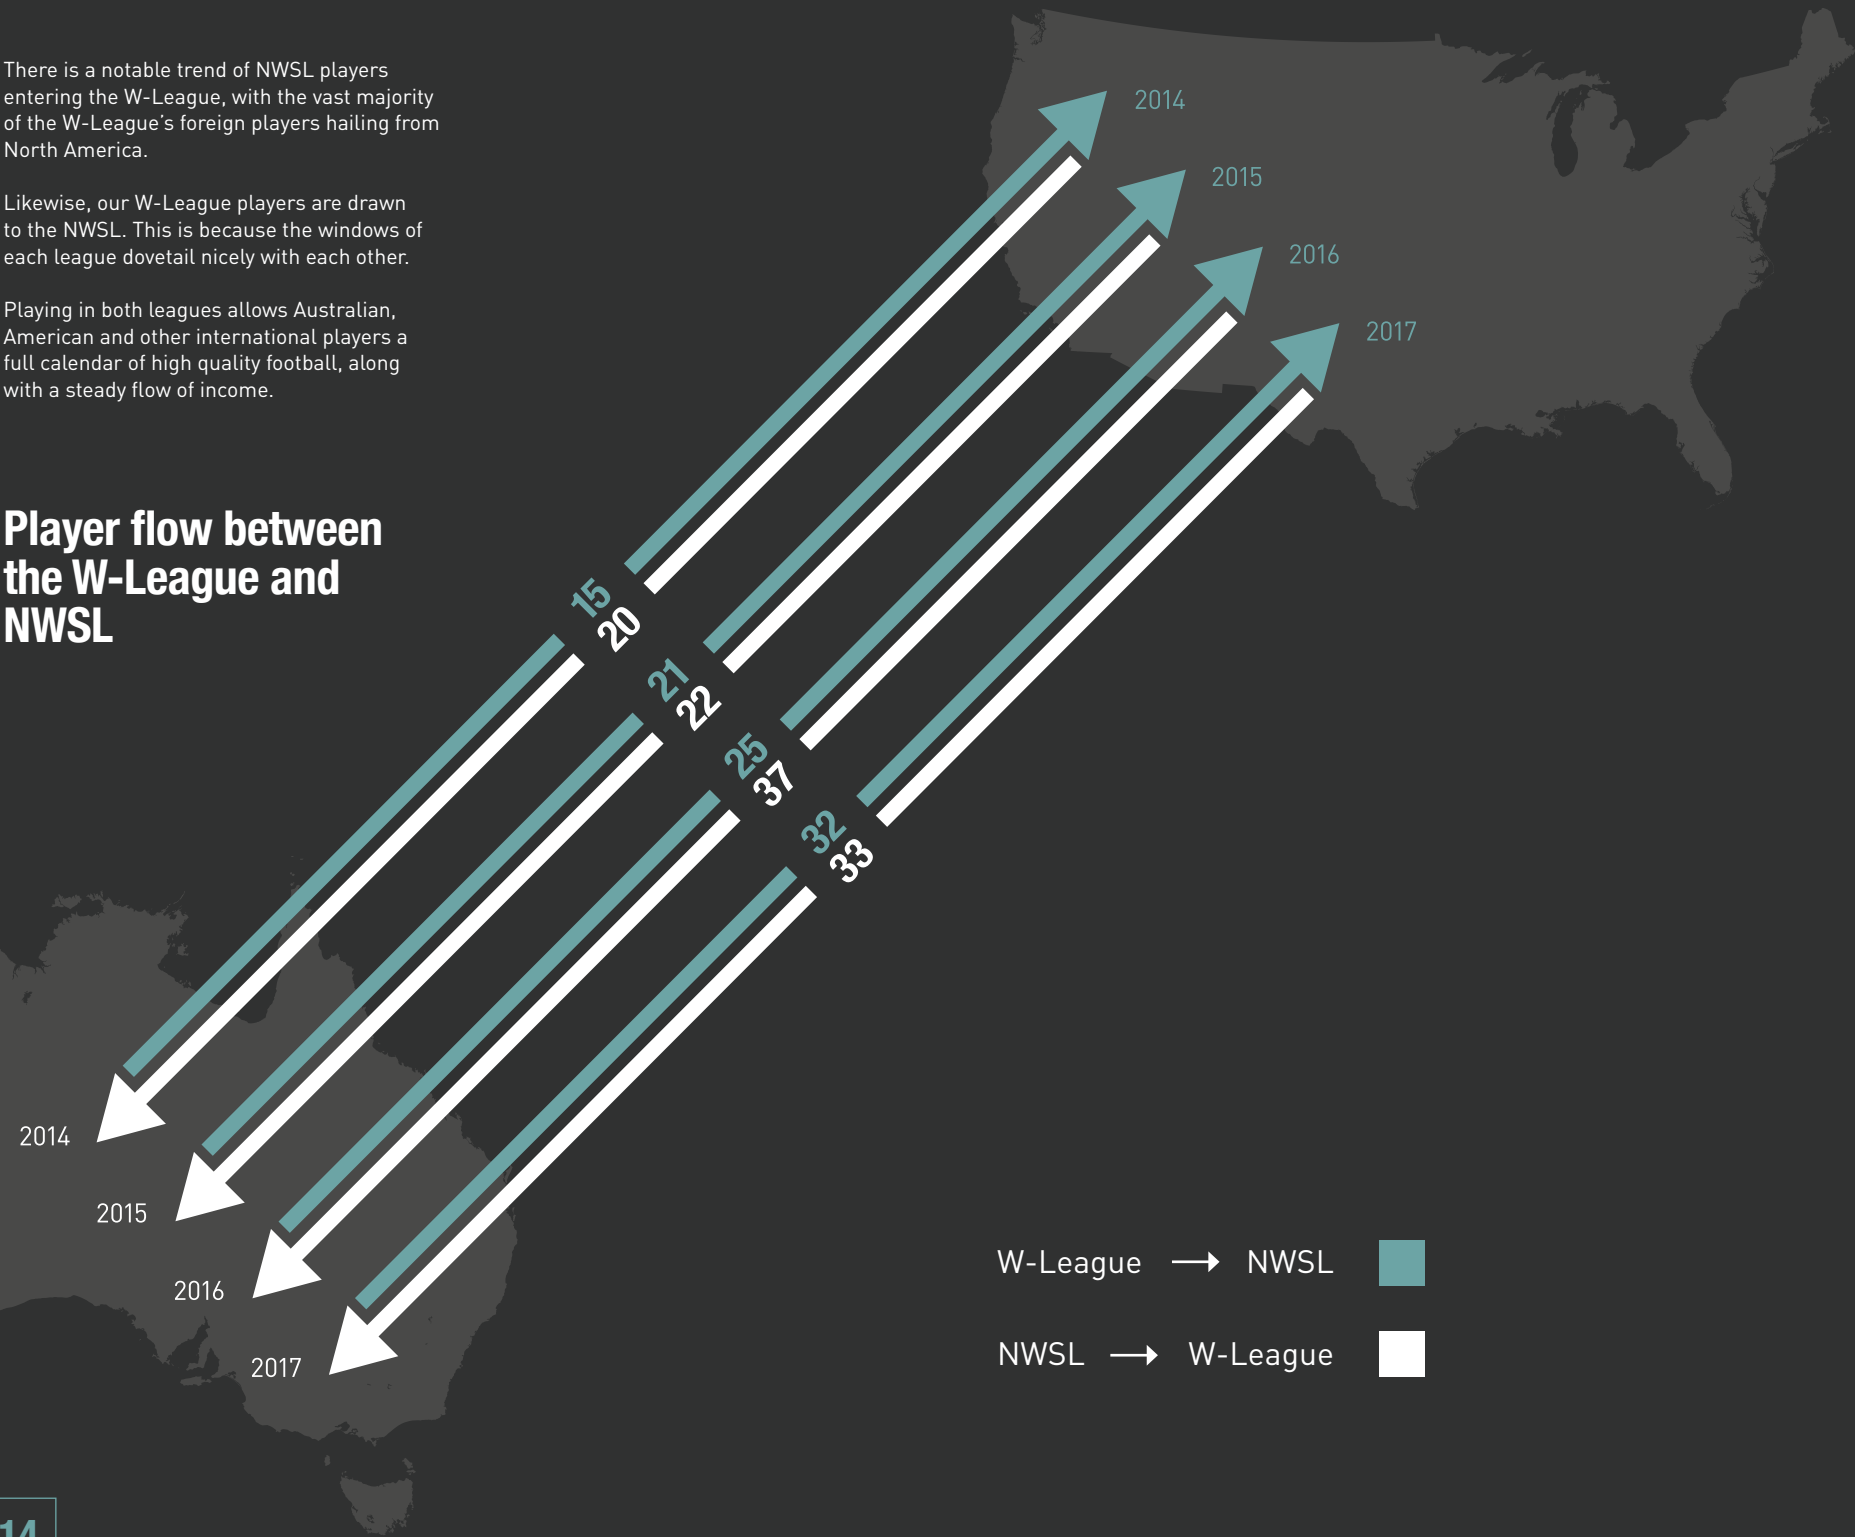 There is a notable trend of NWSL players
entering the W-League, with the vast majority
of the W-League’s foreign players hailing from
North America.
Likewise, our W-League players are drawn
to the NWSL. This is because the windows of
each league dovetail nicely with each other.
Playing in both leagues allows Australian,
American and other international players a
full calendar of high quality football, along
with a steady flow of income.
Player flow between
the W-League and
NWSL
2014
2015
2016
2017
15
20
21
22
25
37
32
33
2014
2015
2016
2017
W-League → NWSL
NWSL → W-League
14